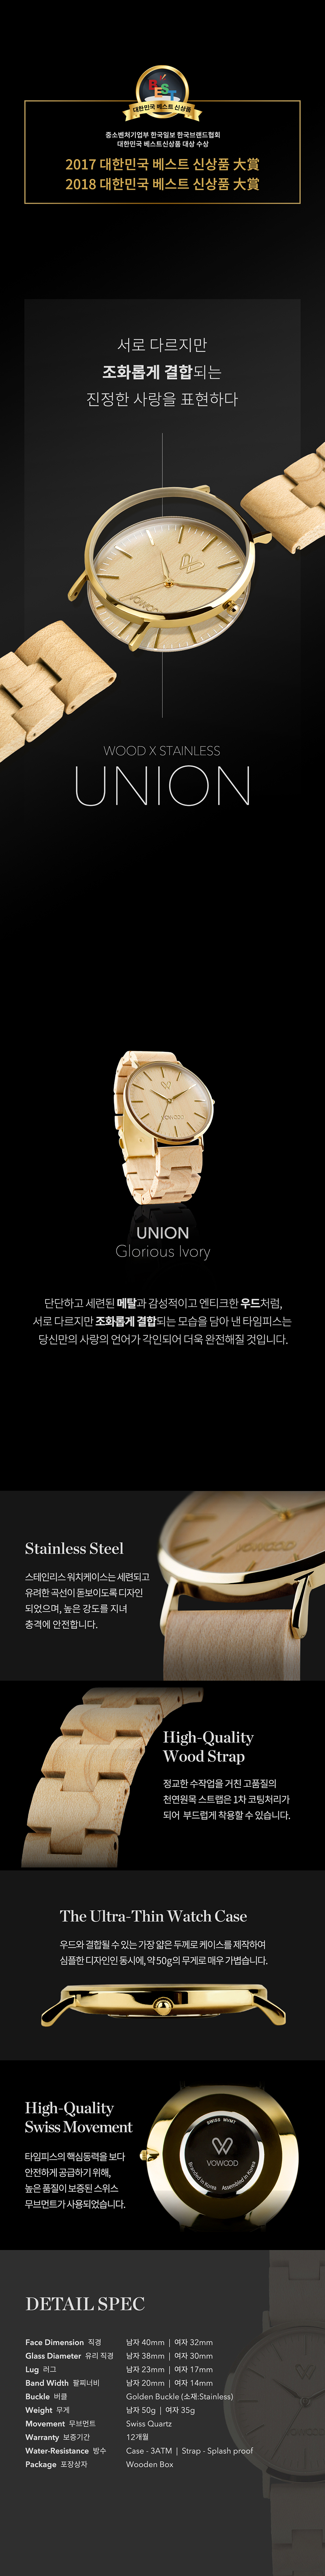 BEST
대한민국 베스트 신상품
중소벤처기업부 한국일보 한국브랜드협회
대한민국 베스트신상품 대상 수상
2017 대한민국 베스트 신상품 大賞
2018 대한민국 베스트 신상품 大賞
서로 다르지만
조화롭게 결합되는
진정한 사랑을 표현하다
VOWOOD
WOOD X STAINLESS
UNION
VOWOOD
UNION
Glorious Ivory
단단하고 세련된 메탈과 감성적이고 엔티크한 우드처럼,
서로 다르지만 조화롭게 결합되는 모습을 담아 낸 타임피스는
당신만의 사랑의 언어가 각인되어 더욱 완전해질 것입니다.
VOWOOD
Stainless Steel
스테인리스 워치케이스는 세련되고
유려한 곡선이 돋보이도록 디자인
되었으며, 높은 강도를 지녀
충격에 안전합니다.
High-Quality
Wood Strap
정교한 수작업을 거친 고품질의
천연원목 스트랩은 1차 코팅처리가
되어 부드럽게 착용할 수 있습니다.
The Ultra-Thin Watch Case
우드와 결합될 수 있는 가장 얇은 두께로 케이스를 제작하여
심플한 디자인인 동시에, 약 50g의 무게로 매우 가볍습니다.
High-Quality
Swiss Movement
타임피스의 핵심동력을 보다
안전하게 공급하기 위해,
높은 품질이 보증된 스위스
무브먼트가 사용되었습니다.
SWISS MVMT
VOWOOD
Branded in Korea Assembled in Korea
DETAIL SPEC
Face Dimension 직경 남자 40mm | 여자 32mm
Glass Diameter 유리 직경 남자 38mm | 여자 30mm
Lug 러그 남자 23mm | 여자 17mm
Band Width 팔찌너비 남자 20mm | 여자 14mm
Buckle 버클 Golden Buckle (소재:Stainless)
Weight 무게 남자 50g | 여자 35g
Movement 무브먼트 Swiss Quartz
Warranty 보증기간 12개월
Water-Resistance 방수 Case - 3ATM | Strap - Splash proof
Package 포장상자 Wooden Box